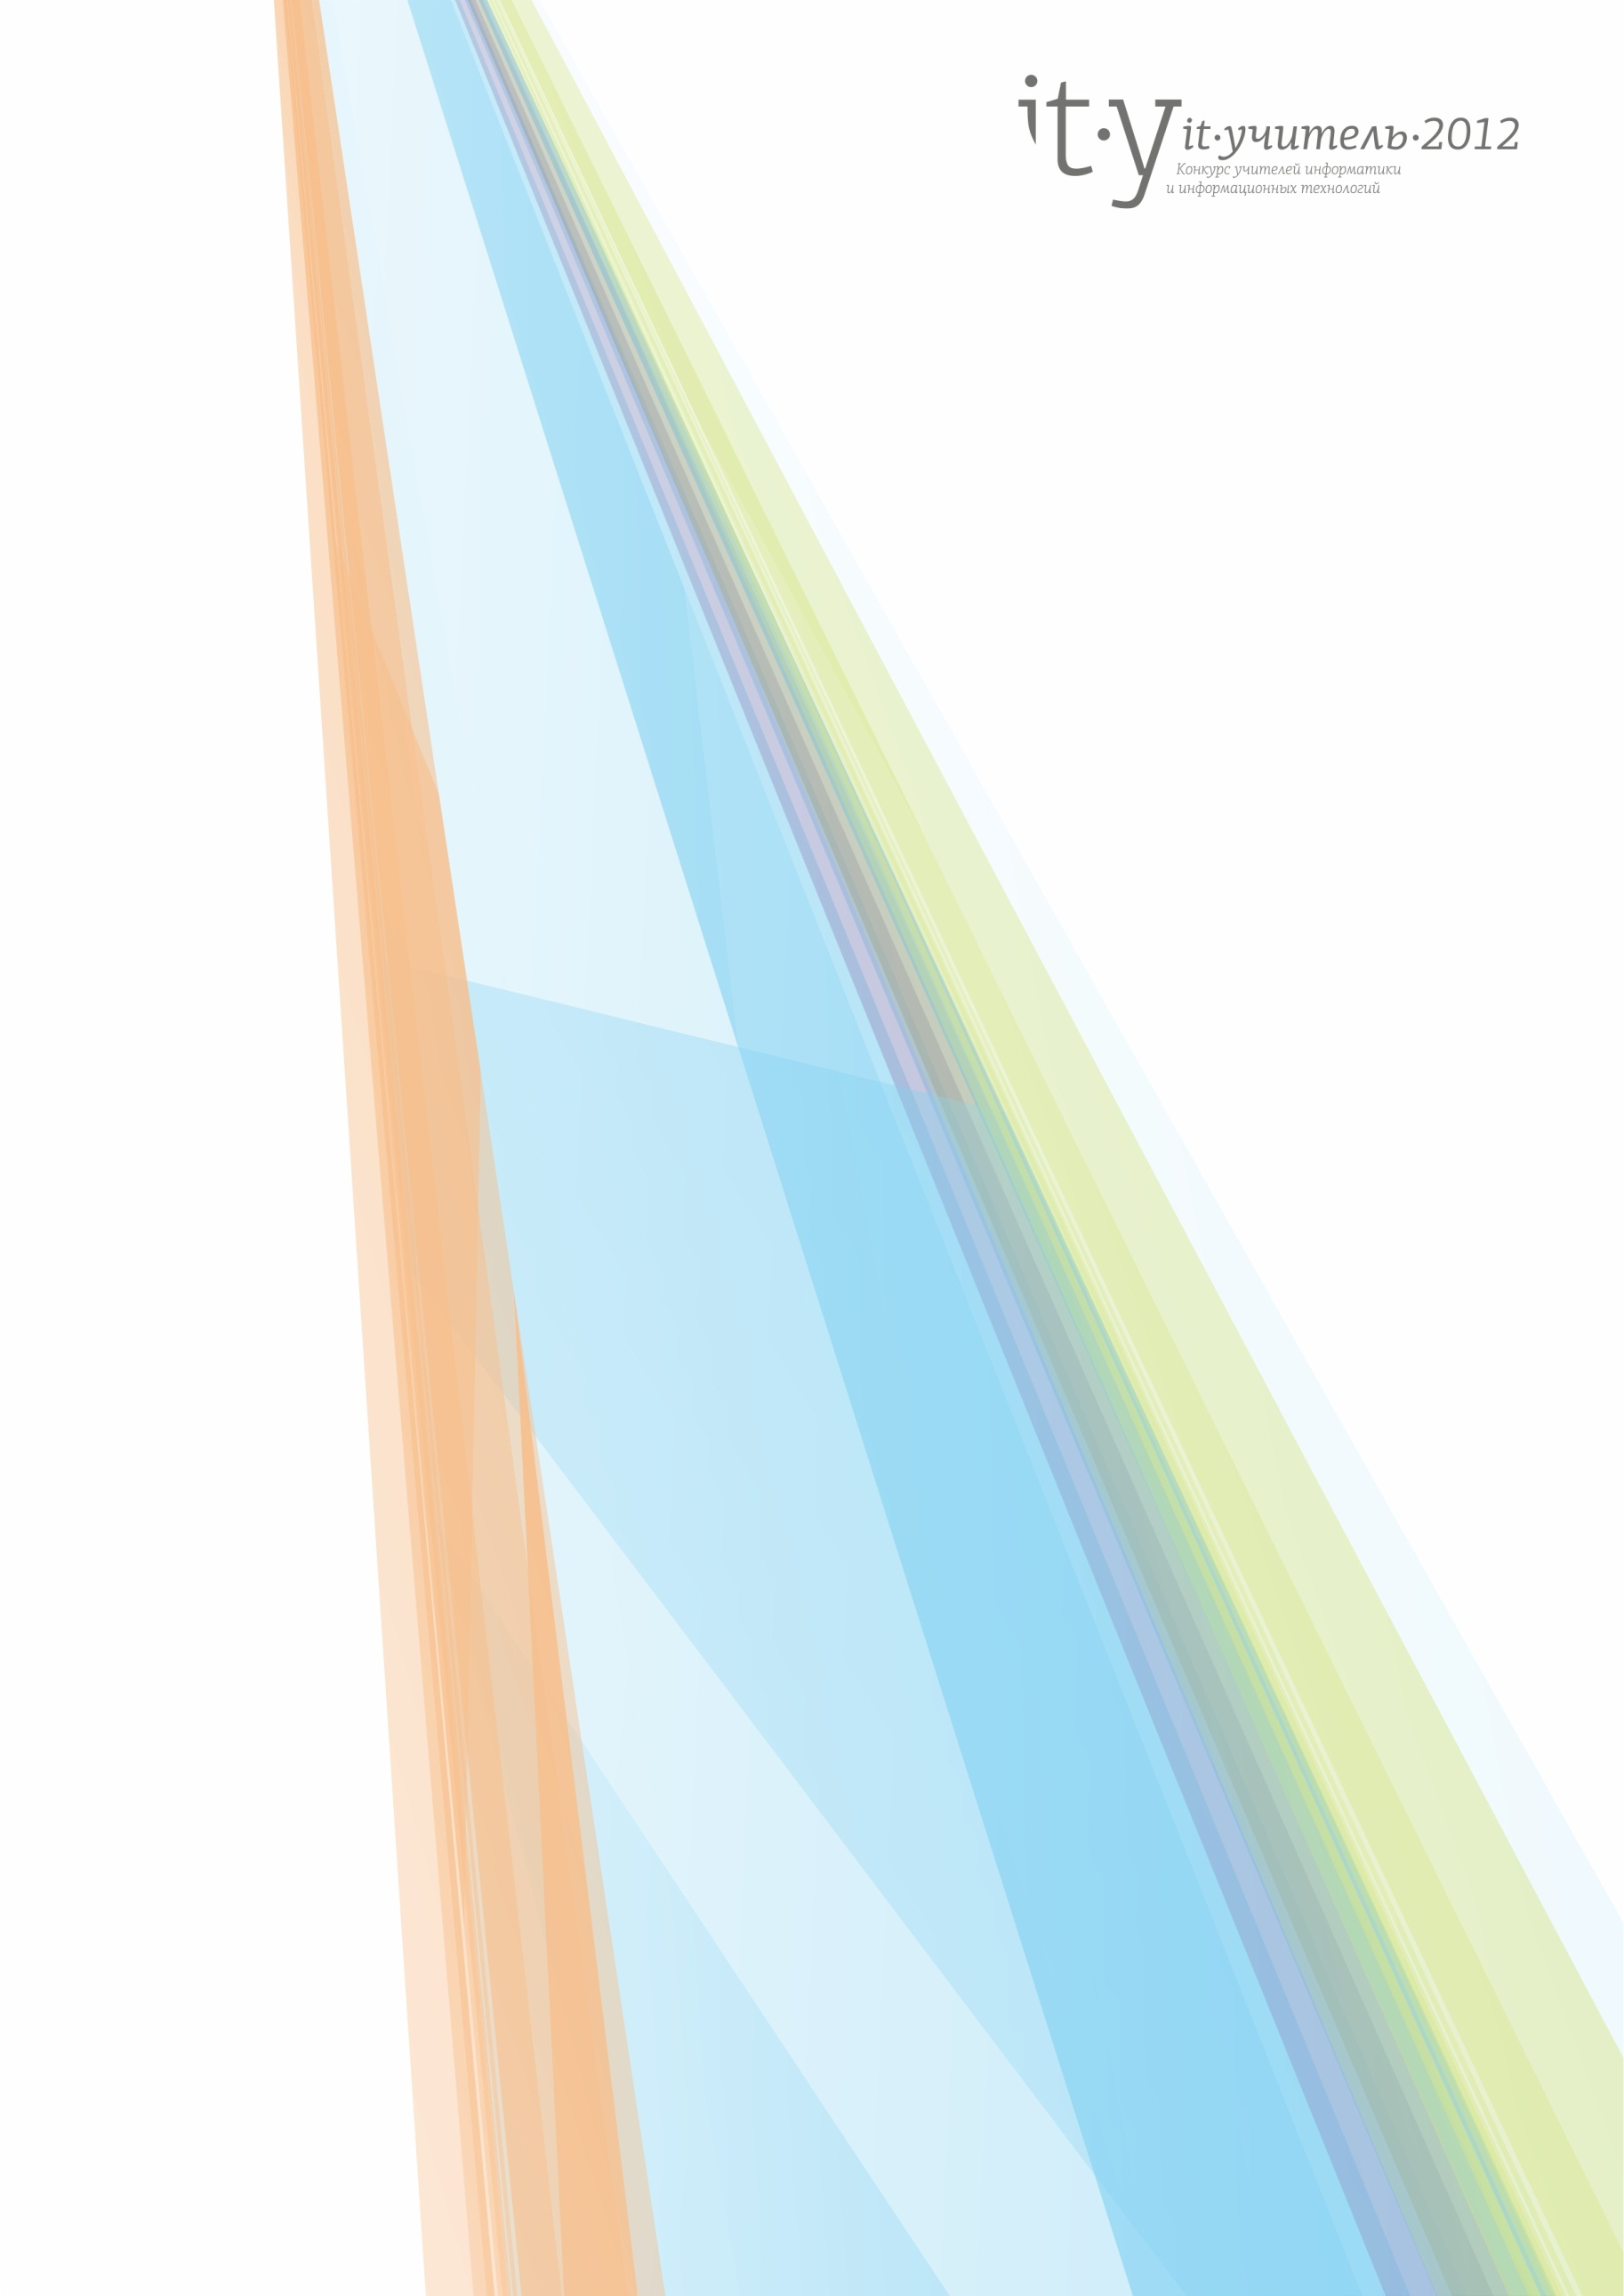 it·у
it·учитель·2012
Конкурс учителей информатики
и информационных технологий